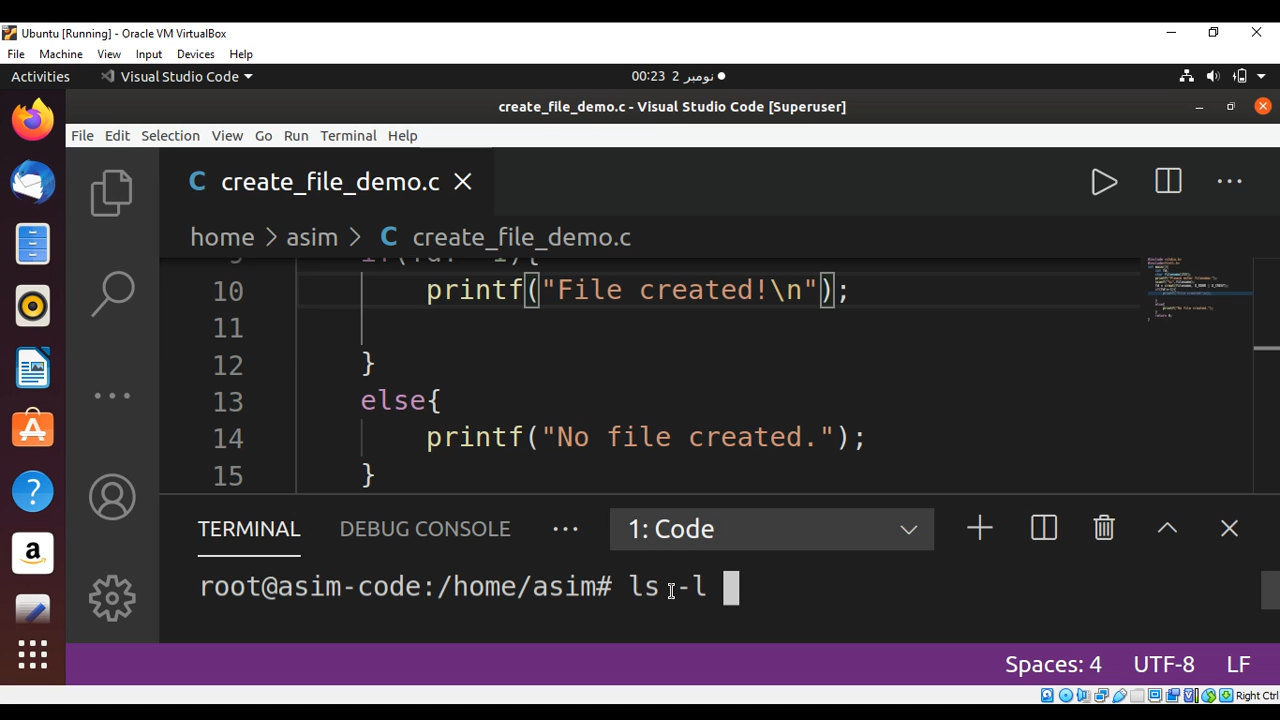 Ubuntu [Running] - Oracle VM VirtualBox
File Machine View Input Devices Help
Activities Visual Studio Code 00:23 نومبر 2
create_file_demo.c - Visual Studio Code [Superuser]
File Edit Selection View Go Run Terminal Help
C create_file_demo.c
home > asim > C create_file_demo.c
10 printf("File created!\n");
11
12 }
13 else{
14 printf("No file created.");
15 }
TERMINAL DEBUG CONSOLE ... 1: Code
root@asim-code:/home/asim# ls -l
Spaces: 4 UTF-8 LF
Right Ctrl